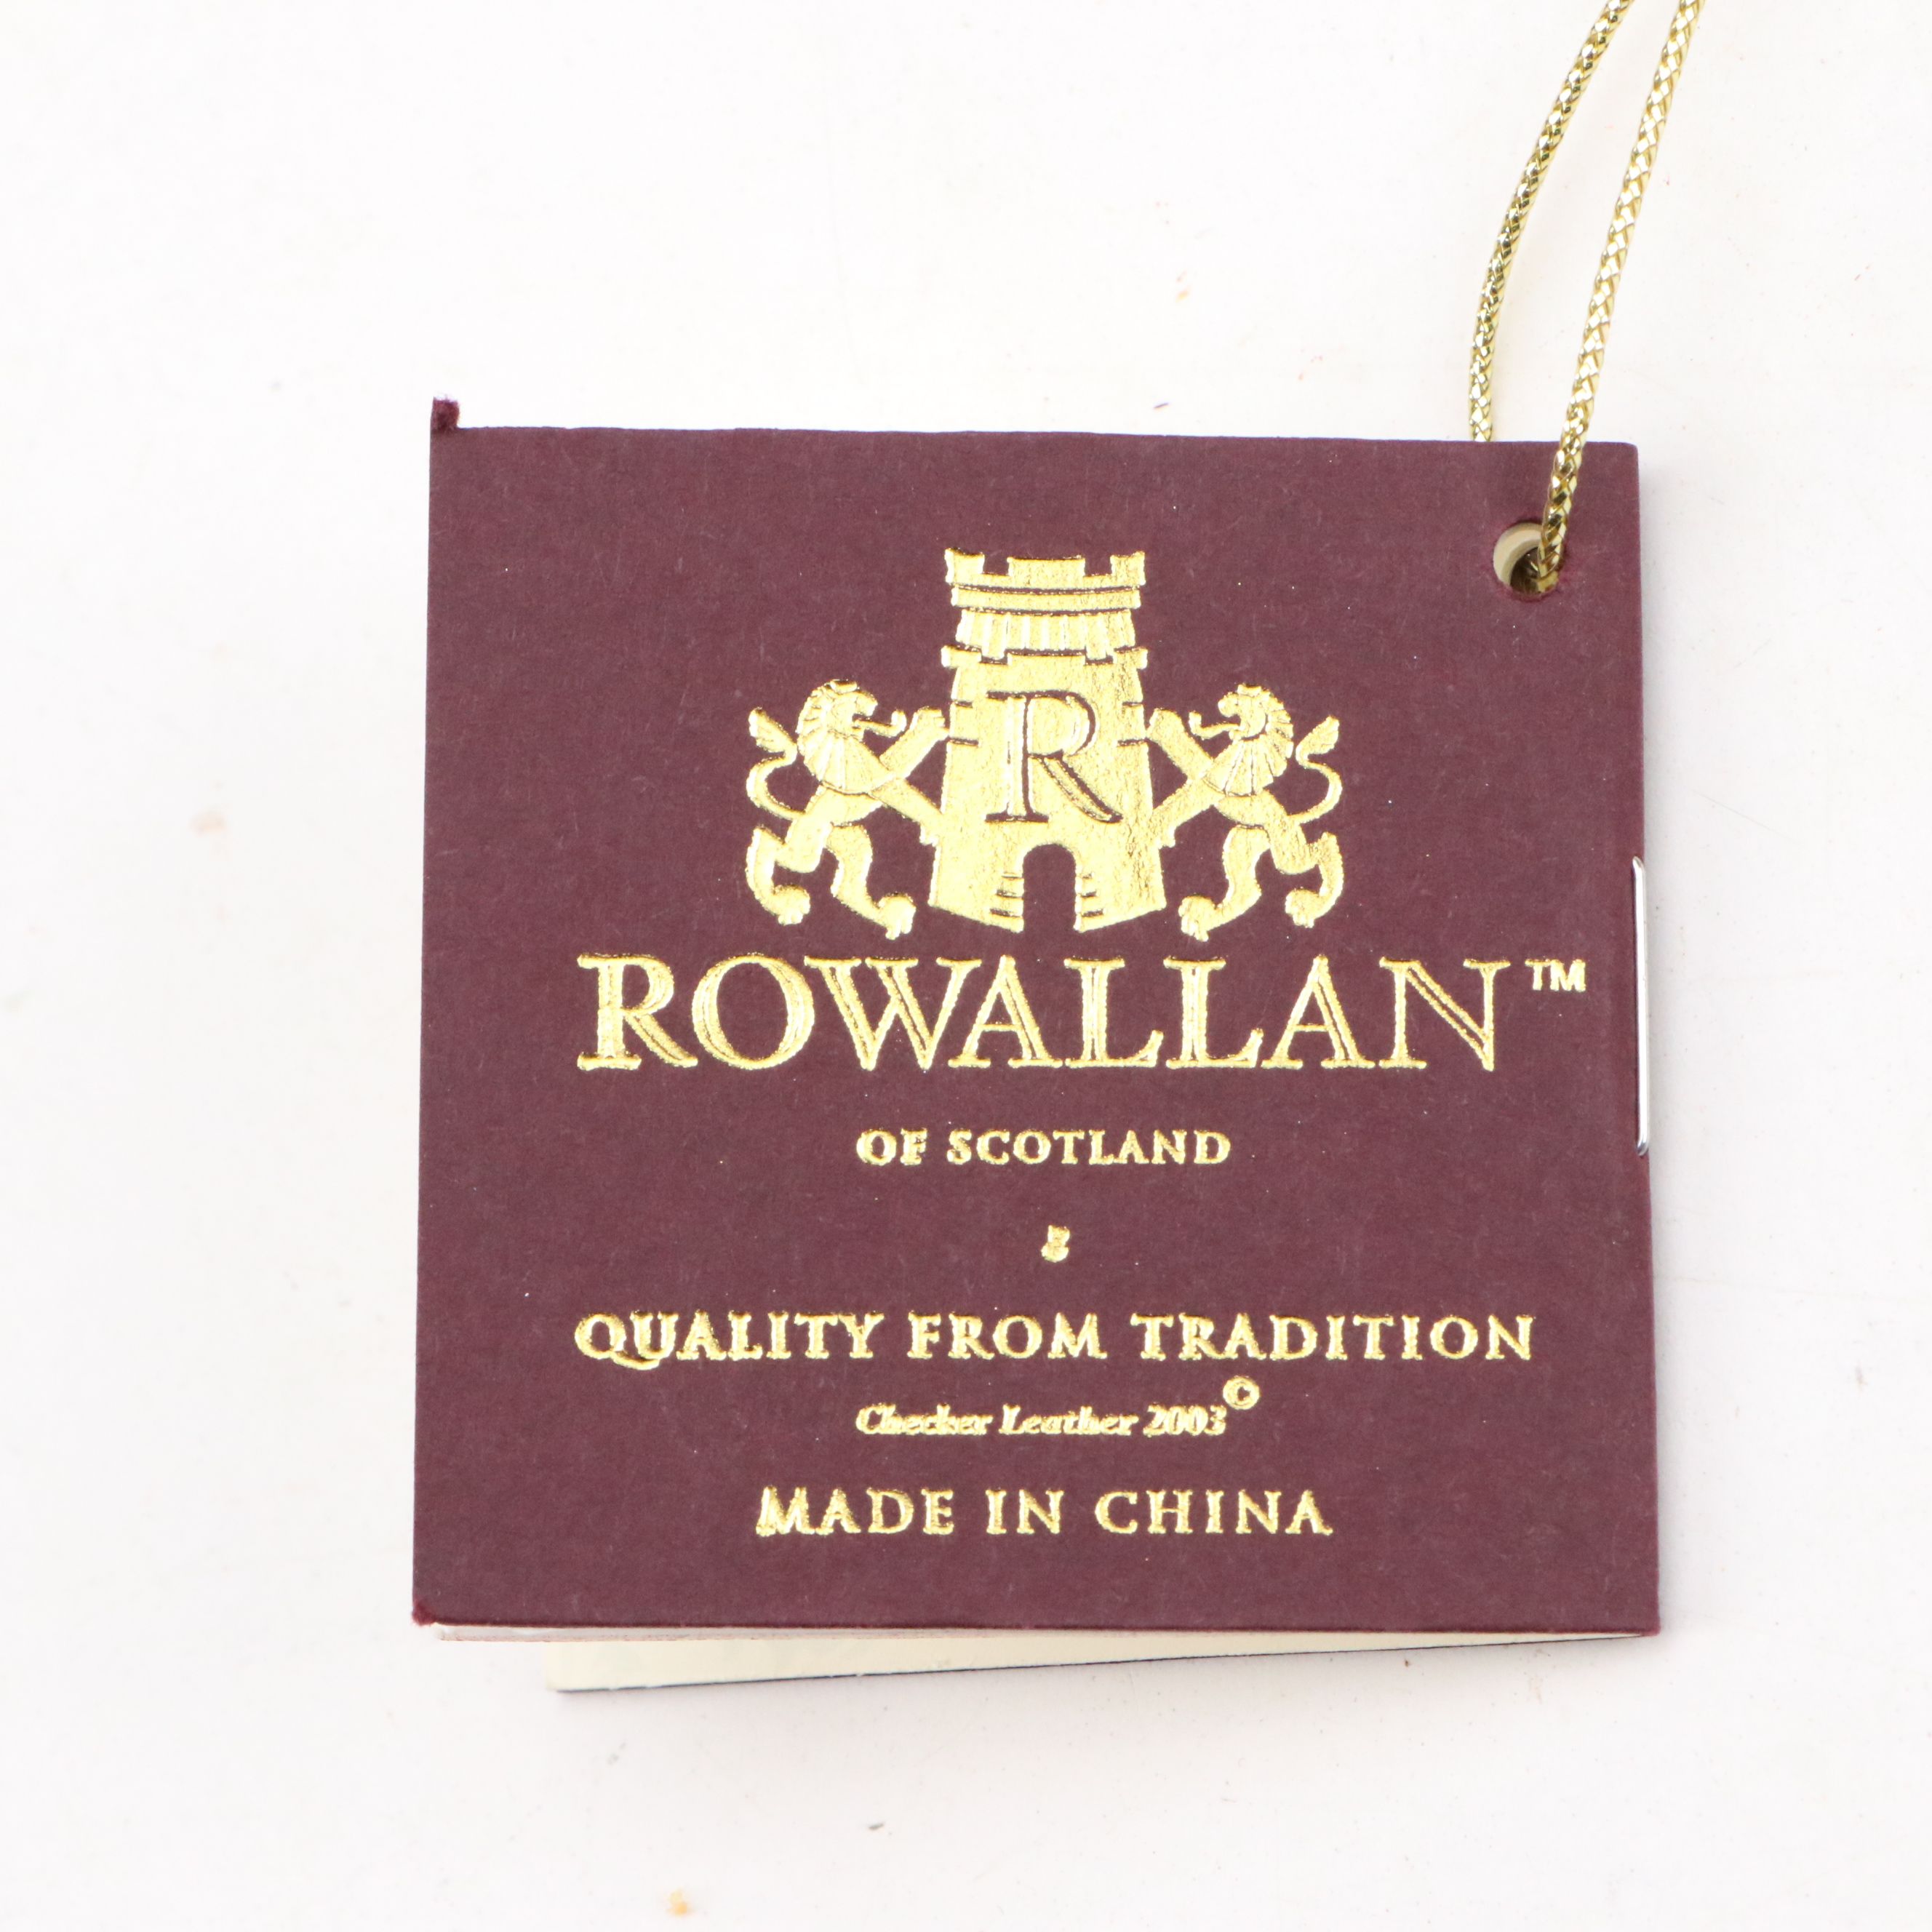 R
ROWALLAN™
OF SCOTLAND
QUALITY FROM TRADITION
Checker Leather 2003©
MADE IN CHINA